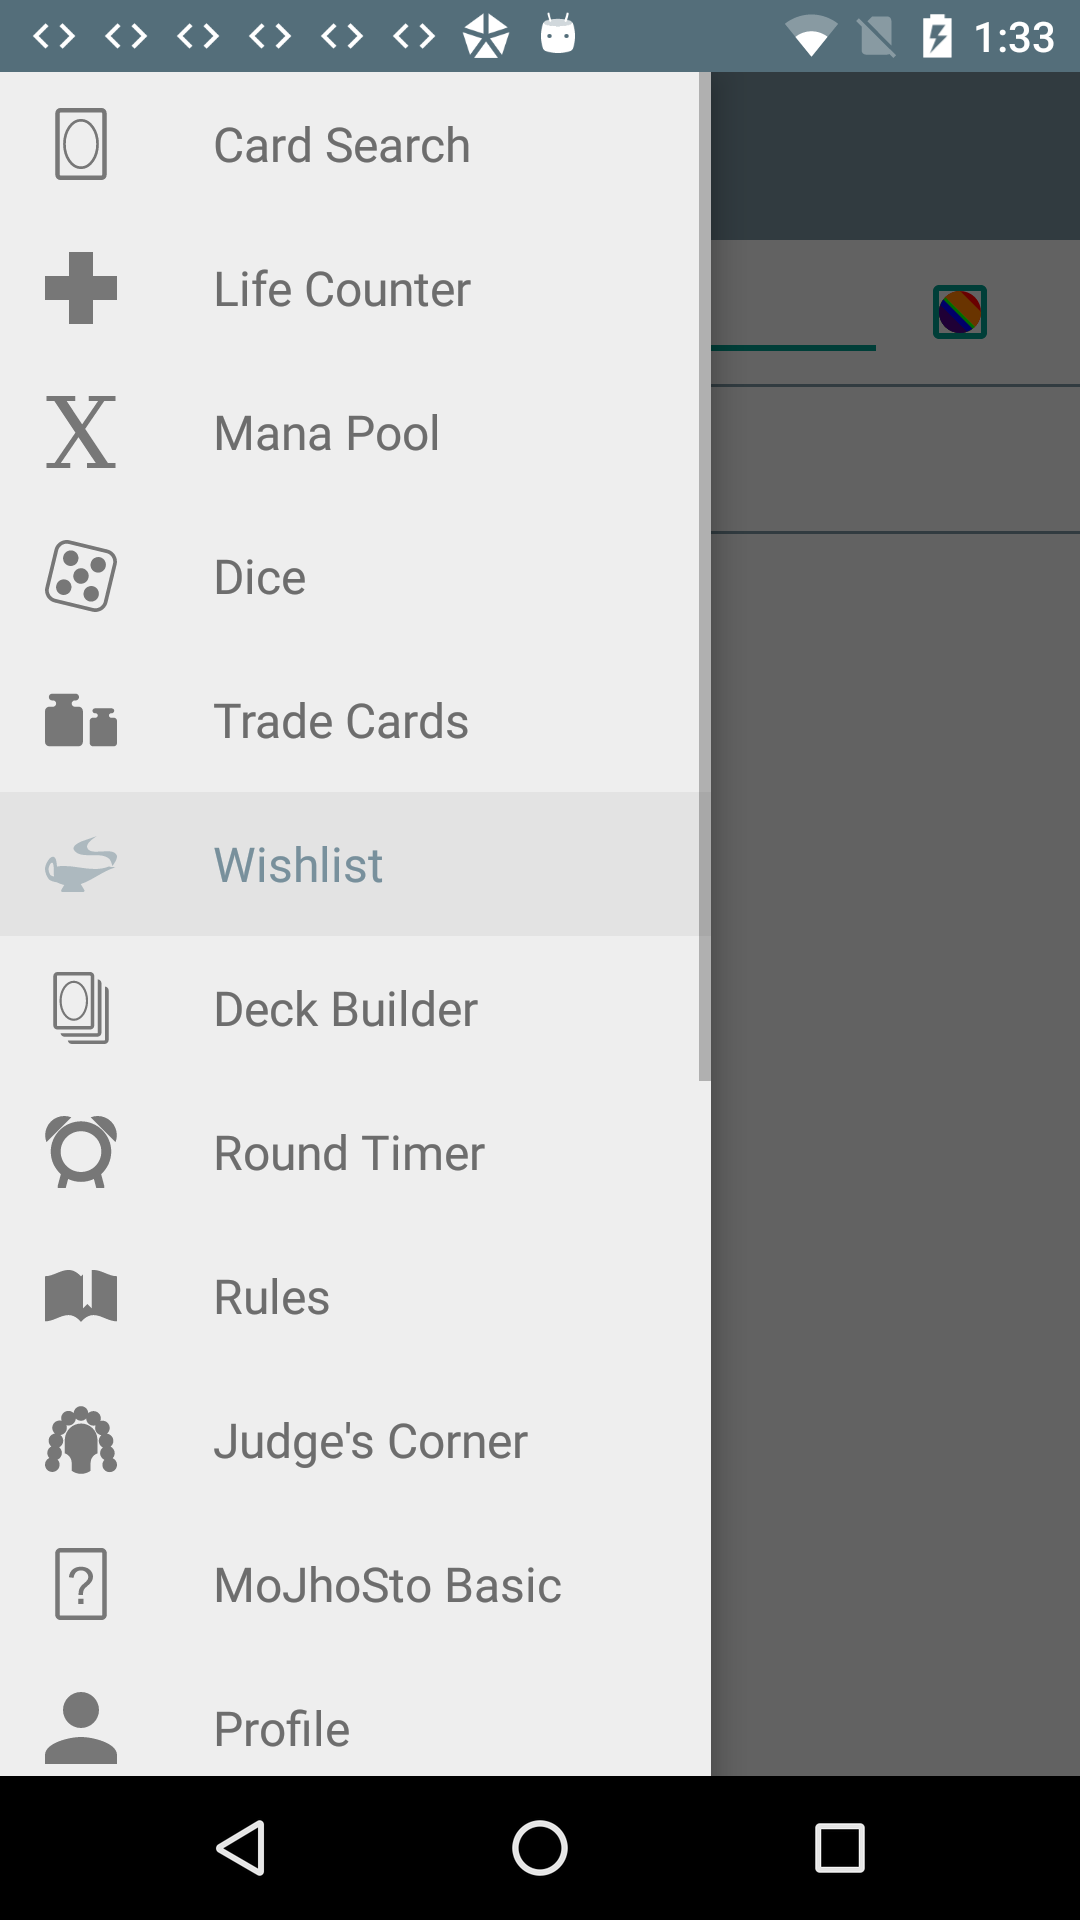 1:33
Card Search
Life Counter
X
Mana Pool
Dice
Trade Cards
Wishlist
Deck Builder
Round Timer
Rules
Judge's Corner
?
MoJhoSto Basic
Profile